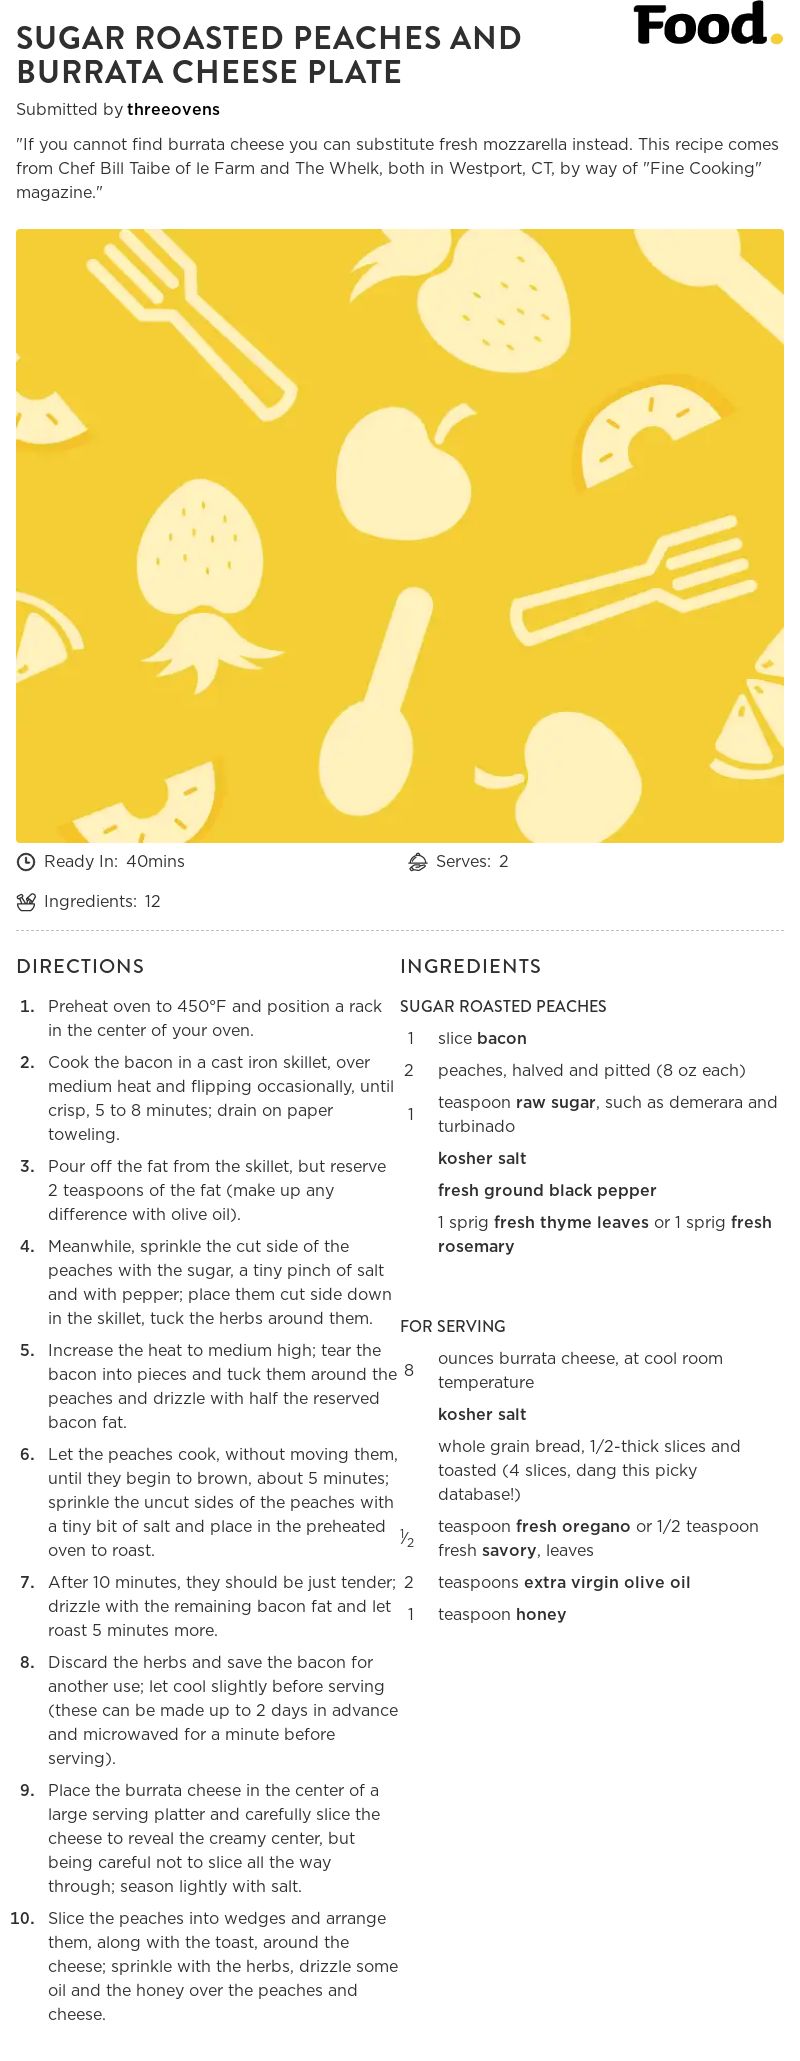 Food.
SUGAR ROASTED PEACHES AND
BURRATA CHEESE PLATE
Submitted by threeovens
"If you cannot find burrata cheese you can substitute fresh mozzarella instead. This recipe comes
from Chef Bill Taibe of le Farm and The Whelk, both in Westport, CT, by way of "Fine Cooking"
magazine."
Ready In: 40mins
Serves: 2
Ingredients: 12
DIRECTIONS
1. Preheat oven to 450°F and position a rack
in the center of your oven.
2. Cook the bacon in a cast iron skillet, over
medium heat and flipping occasionally, until
crisp, 5 to 8 minutes; drain on paper
toweling.
3. Pour off the fat from the skillet, but reserve
2 teaspoons of the fat (make up any
difference with olive oil).
4. Meanwhile, sprinkle the cut side of the
peaches with the sugar, a tiny pinch of salt
and with pepper; place them cut side down
in the skillet, tuck the herbs around them.
5. Increase the heat to medium high; tear the
bacon into pieces and tuck them around the
peaches and drizzle with half the reserved
bacon fat.
6. Let the peaches cook, without moving them,
until they begin to brown, about 5 minutes;
sprinkle the uncut sides of the peaches with
a tiny bit of salt and place in the preheated
oven to roast.
7. After 10 minutes, they should be just tender;
drizzle with the remaining bacon fat and let
roast 5 minutes more.
8. Discard the herbs and save the bacon for
another use; let cool slightly before serving
(these can be made up to 2 days in advance
and microwaved for a minute before
serving).
9. Place the burrata cheese in the center of a
large serving platter and carefully slice the
cheese to reveal the creamy center, but
being careful not to slice all the way
through; season lightly with salt.
10. Slice the peaches into wedges and arrange
them, along with the toast, around the
cheese; sprinkle with the herbs, drizzle some
oil and the honey over the peaches and
cheese.
INGREDIENTS
SUGAR ROASTED PEACHES
1 slice bacon
2 peaches, halved and pitted (8 oz each)
1 teaspoon raw sugar, such as demerara and
turbinado
kosher salt
fresh ground black pepper
1 sprig fresh thyme leaves or 1 sprig fresh
rosemary
FOR SERVING
8 ounces burrata cheese, at cool room
temperature
kosher salt
whole grain bread, 1/2-thick slices and
toasted (4 slices, dang this picky
database!)
1⁄2 teaspoon fresh oregano or 1/2 teaspoon
fresh savory, leaves
2 teaspoons extra virgin olive oil
1 teaspoon honey